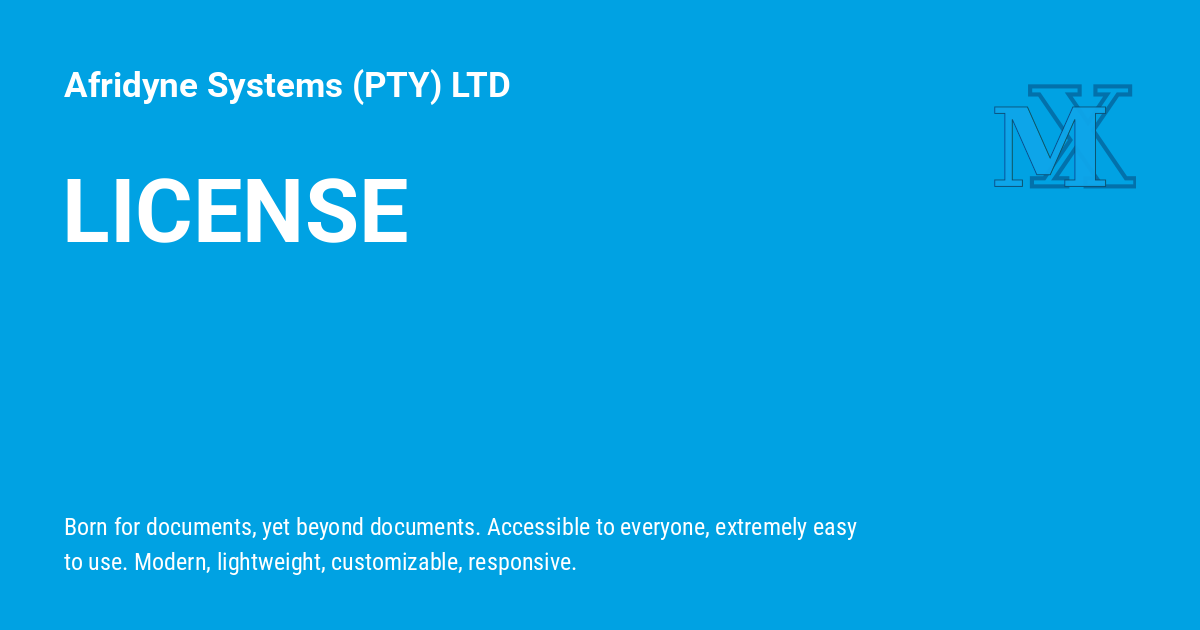 Afridyne Systems (PTY) LTD
MX
LICENSE
Born for documents, yet beyond documents. Accessible to everyone, extremely easy
to use. Modern, lightweight, customizable, responsive.